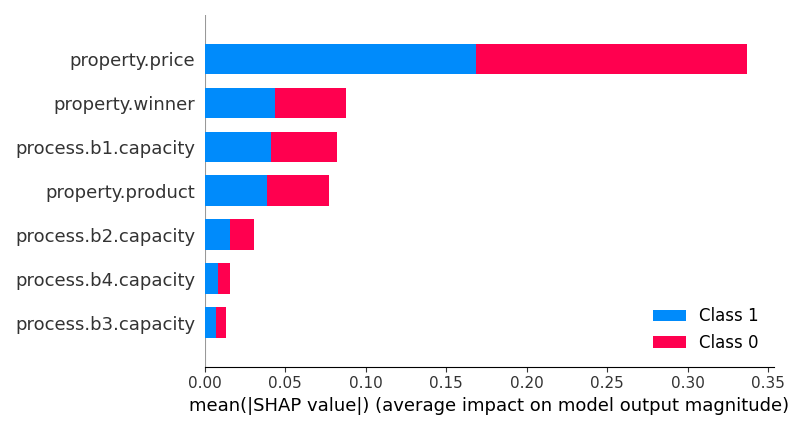 property.price
property.winner
process.b1.capacity
property.product
process.b2.capacity
process.b4.capacity
process.b3.capacity
Class 1
Class 0
0.00 0.05 0.10 0.15 0.20 0.25 0.30 0.35
mean(|SHAP value|) (average impact on model output magnitude)